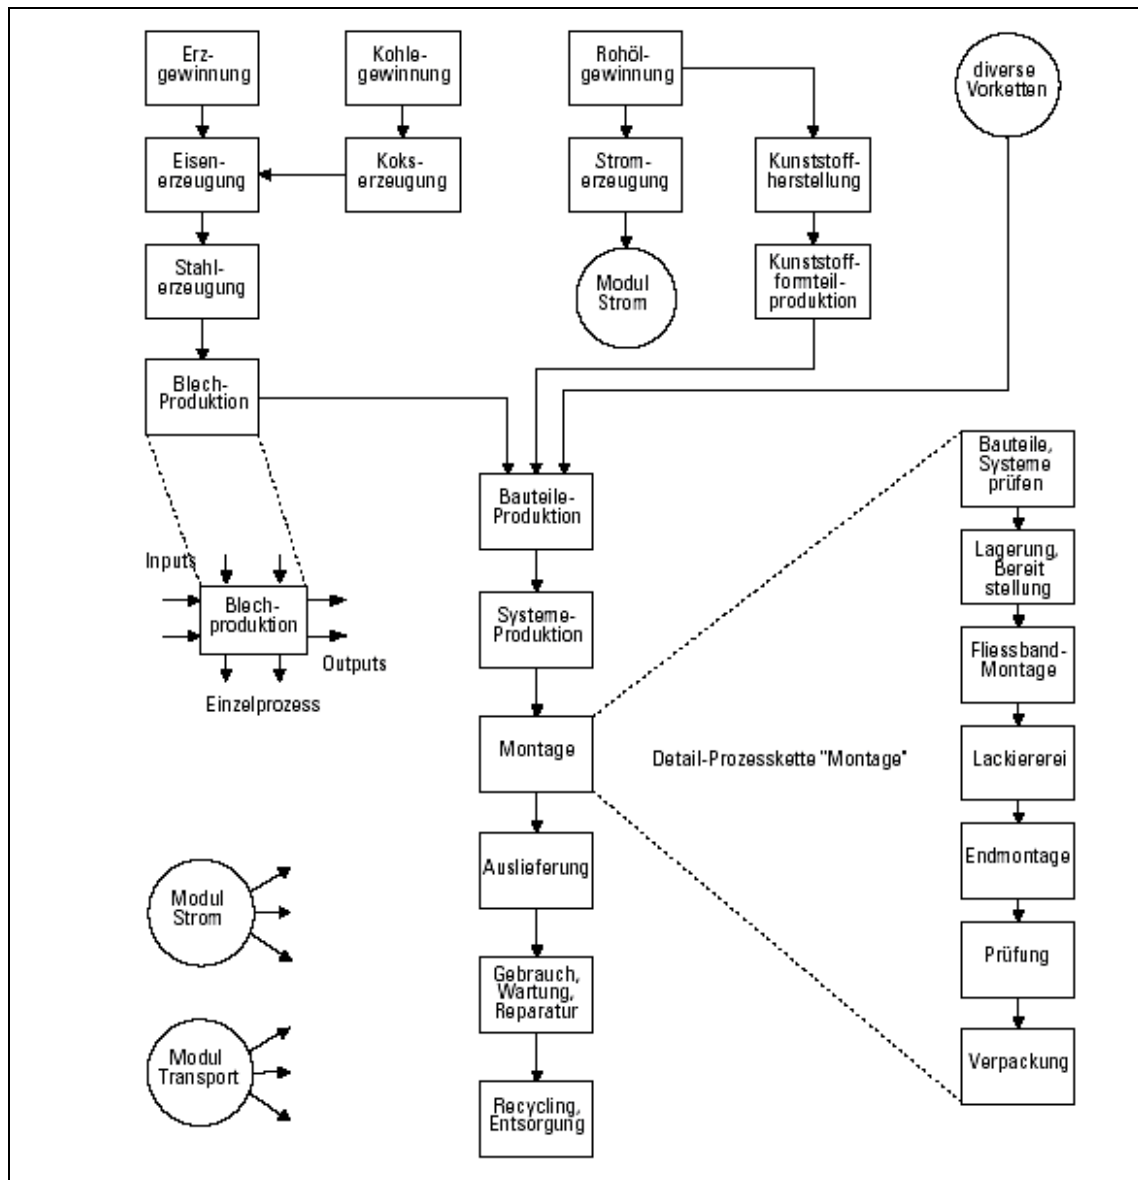 Erz-
gewinnung
Kohle-
gewinnung
Rohöl-
gewinnung
diverse
Vorketten
Eisen-
erzeugung
Koks-
erzeugung
Strom-
erzeugung
Kunststoff-
herstellung
Stahl-
erzeugung
Modul
Strom
Kunststoff-
formteil-
produktion
Blech-
Produktion
Bauteile-
Produktion
Bauteile,
Systeme
prüfen
Inputs
Blech-
produktion
Outputs
Einzelprozess
Systeme-
Produktion
Lagerung,
Bereit
stellung
Fliessband-
Montage
Montage
Detail-Prozesskette "Montage"
Lackiererei
Auslieferung
Endmontage
Modul
Strom
Gebrauch,
Wartung,
Reparatur
Prüfung
Modul
Transport
Recycling,
Entsorgung
Verpackung